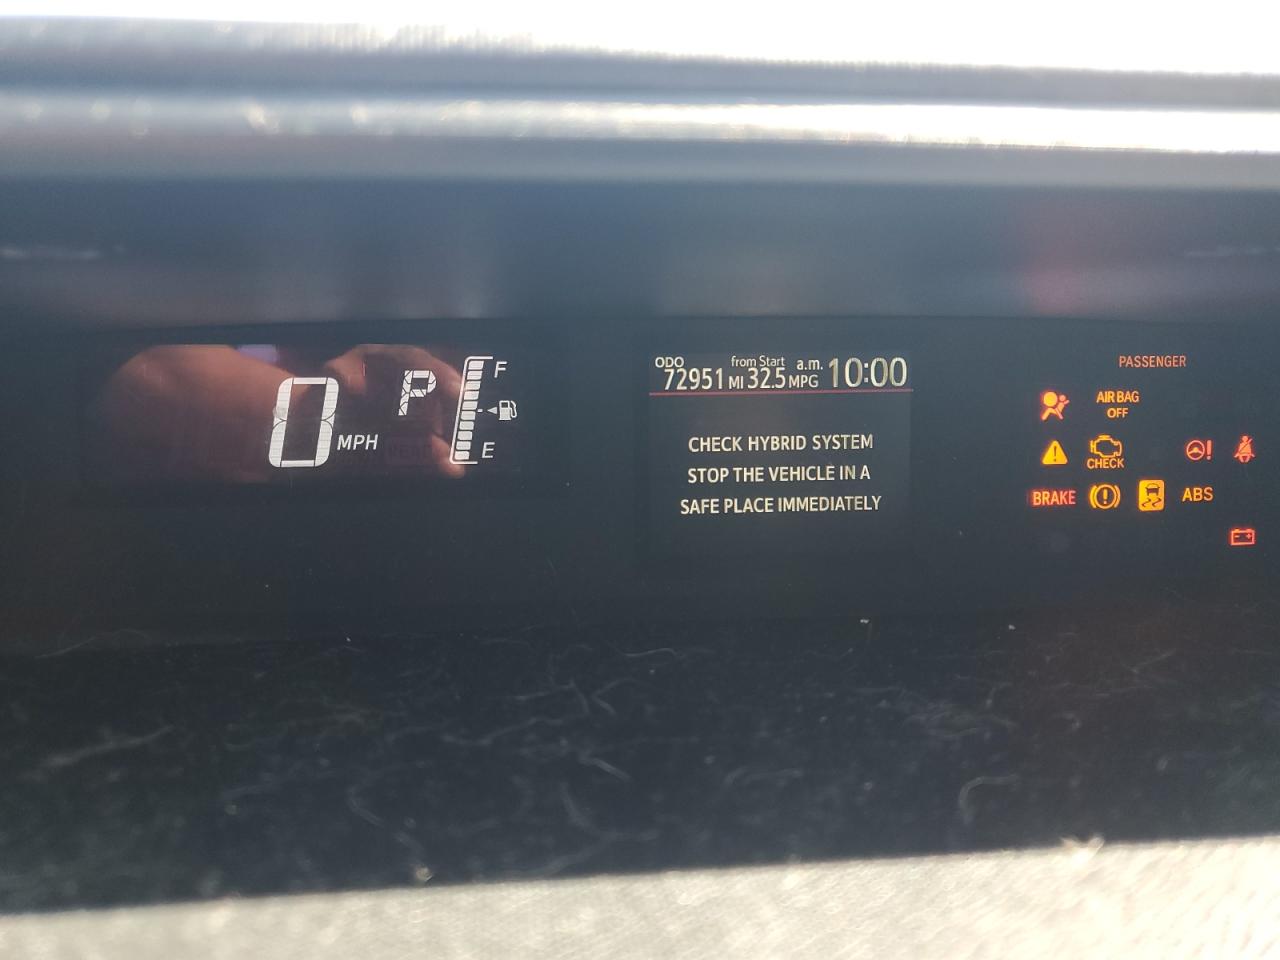 0 MPH
P
F
E
ODO 72951 MI
from Start 32.5 MPG
a.m. 10:00
CHECK HYBRID SYSTEM
STOP THE VEHICLE IN A
SAFE PLACE IMMEDIATELY
PASSENGER
AIR BAG
OFF
CHECK
BRAKE
ABS